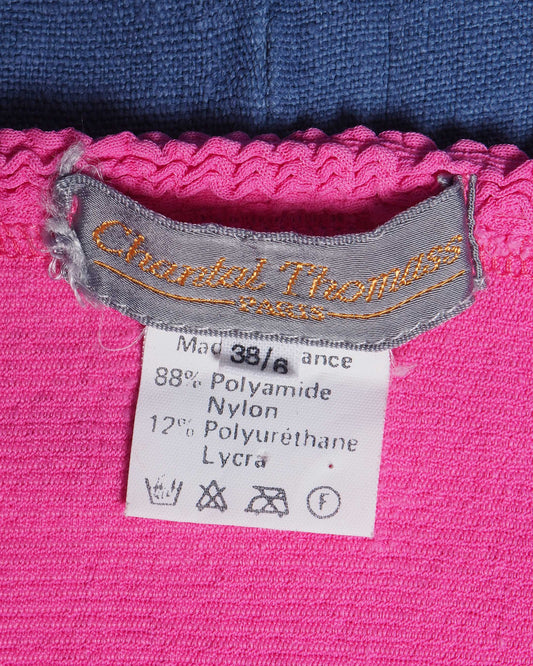 Chantal Thomass
PARIS
Mad 38/6 ance
88% Polyamide
Nylon
12% Polyuréthane
Lycra
F